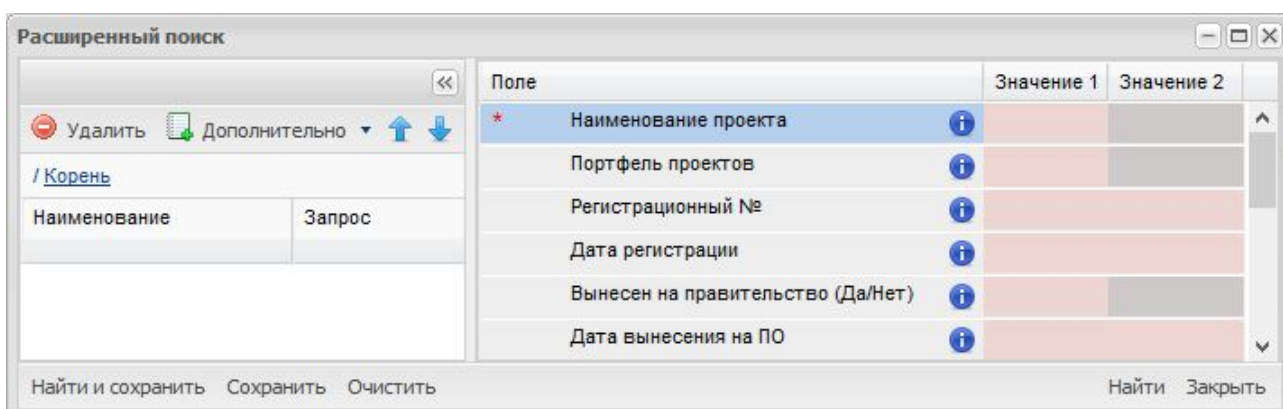 Расширенный поиск
Удалить Дополнительно
/ Корень
Наименование Запрос
Поле Значение 1 Значение 2
* Наименование проекта
Портфель проектов
Регистрационный №
Дата регистрации
Вынесен на правительство (Да/Нет)
Дата вынесения на ПО
Найти и сохранить Сохранить Очистить Найти Закрыть